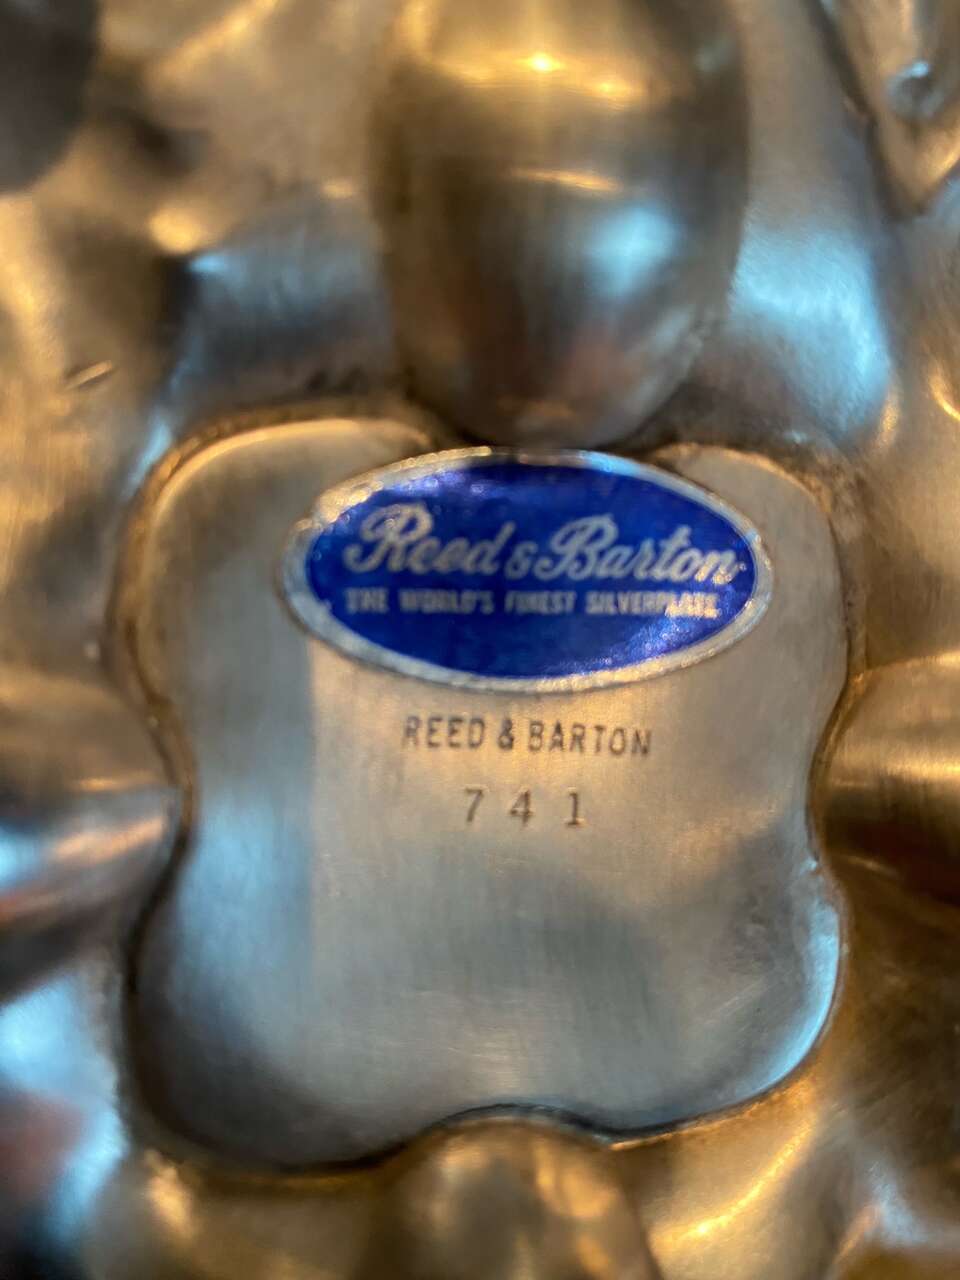 Reed & Barton
THE WORLD'S FINEST SILVERPLATE
REED & BARTON
741